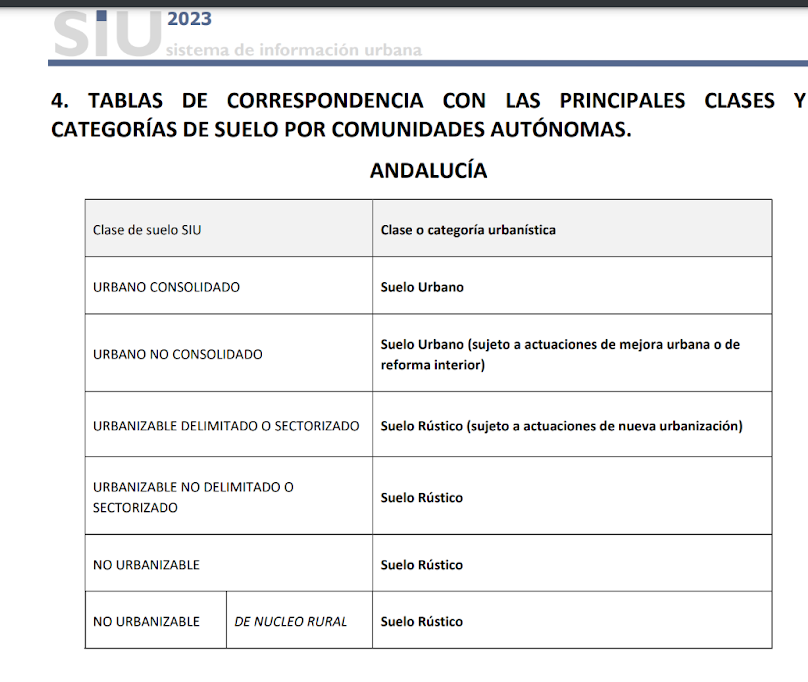 SIU 2023
sistema de información urbana
4. TABLAS DE CORRESPONDENCIA CON LAS PRINCIPALES CLASES Y
CATEGORÍAS DE SUELO POR COMUNIDADES AUTÓNOMAS.
ANDALUCÍA
Clase de suelo SIU
Clase o categoría urbanística
URBANO CONSOLIDADO
Suelo Urbano
URBANO NO CONSOLIDADO
Suelo Urbano (sujeto a actuaciones de mejora urbana o de
reforma interior)
URBANIZABLE DELIMITADO O SECTORIZADO
Suelo Rústico (sujeto a actuaciones de nueva urbanización)
URBANIZABLE NO DELIMITADO O
SECTORIZADO
Suelo Rústico
NO URBANIZABLE
Suelo Rústico
NO URBANIZABLE
DE NUCLEO RURAL
Suelo Rústico